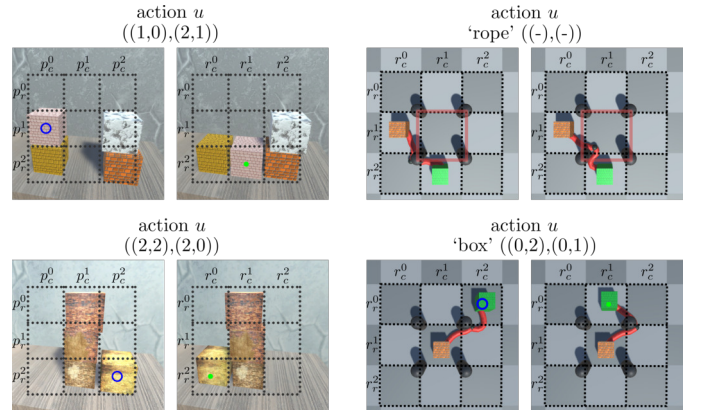 action u
((1,0),(2,1))
p_c^0 p_c^1 p_c^2
p_r^0
p_r^1
p_r^2
r_c^0 r_c^1 r_c^2
r_r^0
r_r^1
r_r^2
action u
‘rope’ ((-),(-))
r_c^0 r_c^1 r_c^2
r_r^0
r_r^1
r_r^2
r_c^0 r_c^1 r_c^2
r_r^0
r_r^1
r_r^2
action u
((2,2),(2,0))
p_c^0 p_c^1 p_c^2
p_r^0
p_r^1
p_r^2
r_c^0 r_c^1 r_c^2
r_r^0
r_r^1
r_r^2
action u
‘box’ ((0,2),(0,1))
r_c^0 r_c^1 r_c^2
r_r^0
r_r^1
r_r^2
r_c^0 r_c^1 r_c^2
r_r^0
r_r^1
r_r^2